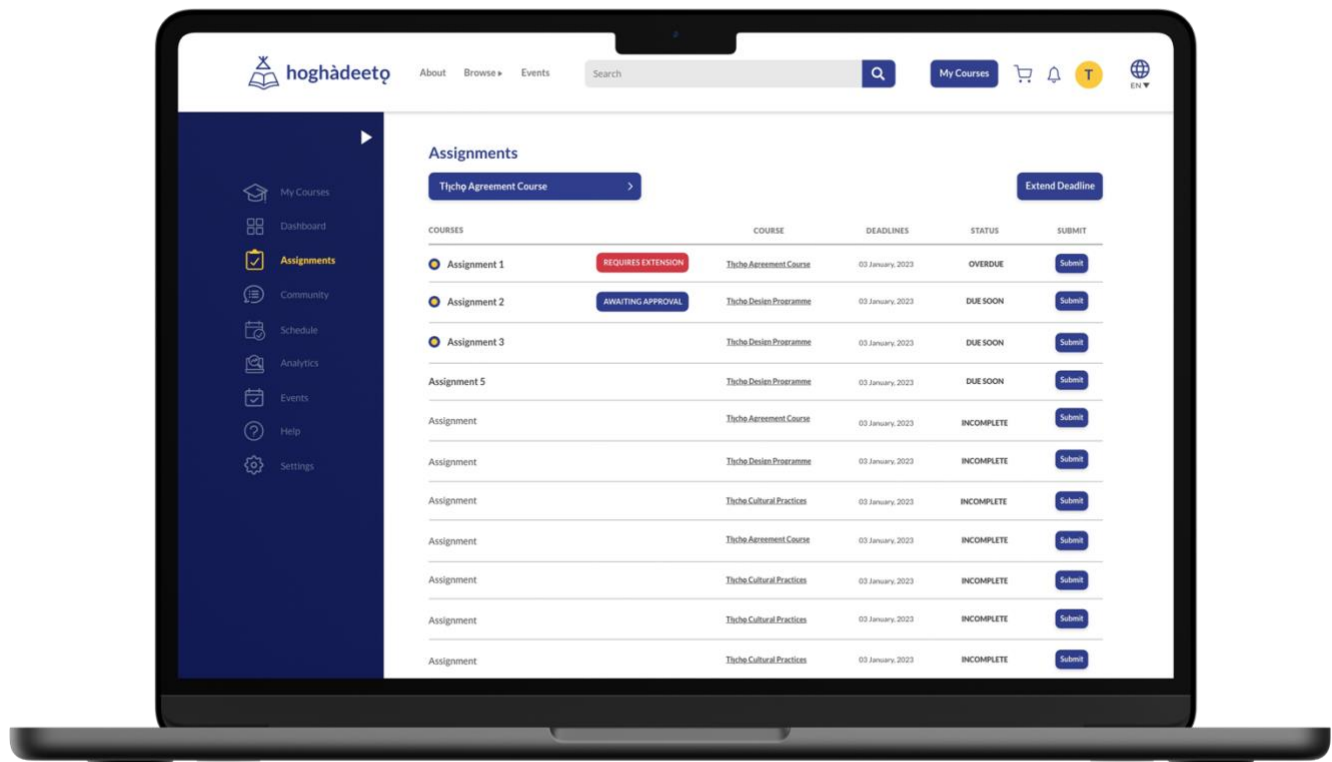 hoghàdeetǫ About Browse▸ Events Search My Courses T EN▼
My Courses
Dashboard
Assignments
Community
Schedule
Analytics
Events
Help
Settings
Assignments
Tłı̨chǫ Agreement Course
Extend Deadline
COURSES COURSE DEADLINES STATUS SUBMIT
Assignment 1 REQUIRES EXTENSION Tłı̨chǫ Agreement Course 03 January, 2023 OVERDUE Submit
Assignment 2 AWAITING APPROVAL Tłı̨chǫ Design Programme 03 January, 2023 DUE SOON Submit
Assignment 3 Tłı̨chǫ Design Programme 03 January, 2023 DUE SOON Submit
Assignment 5 Tłı̨chǫ Design Programme 03 January, 2023 DUE SOON Submit
Assignment Tłı̨chǫ Agreement Course 03 January, 2023 INCOMPLETE Submit
Assignment Tłı̨chǫ Design Programme 03 January, 2023 INCOMPLETE Submit
Assignment Tłı̨chǫ Cultural Practices 03 January, 2023 INCOMPLETE Submit
Assignment Tłı̨chǫ Agreement Course 03 January, 2023 INCOMPLETE Submit
Assignment Tłı̨chǫ Cultural Practices 03 January, 2023 INCOMPLETE Submit
Assignment Tłı̨chǫ Cultural Practices 03 January, 2023 INCOMPLETE Submit
Assignment Tłı̨chǫ Cultural Practices 03 January, 2023 INCOMPLETE Submit